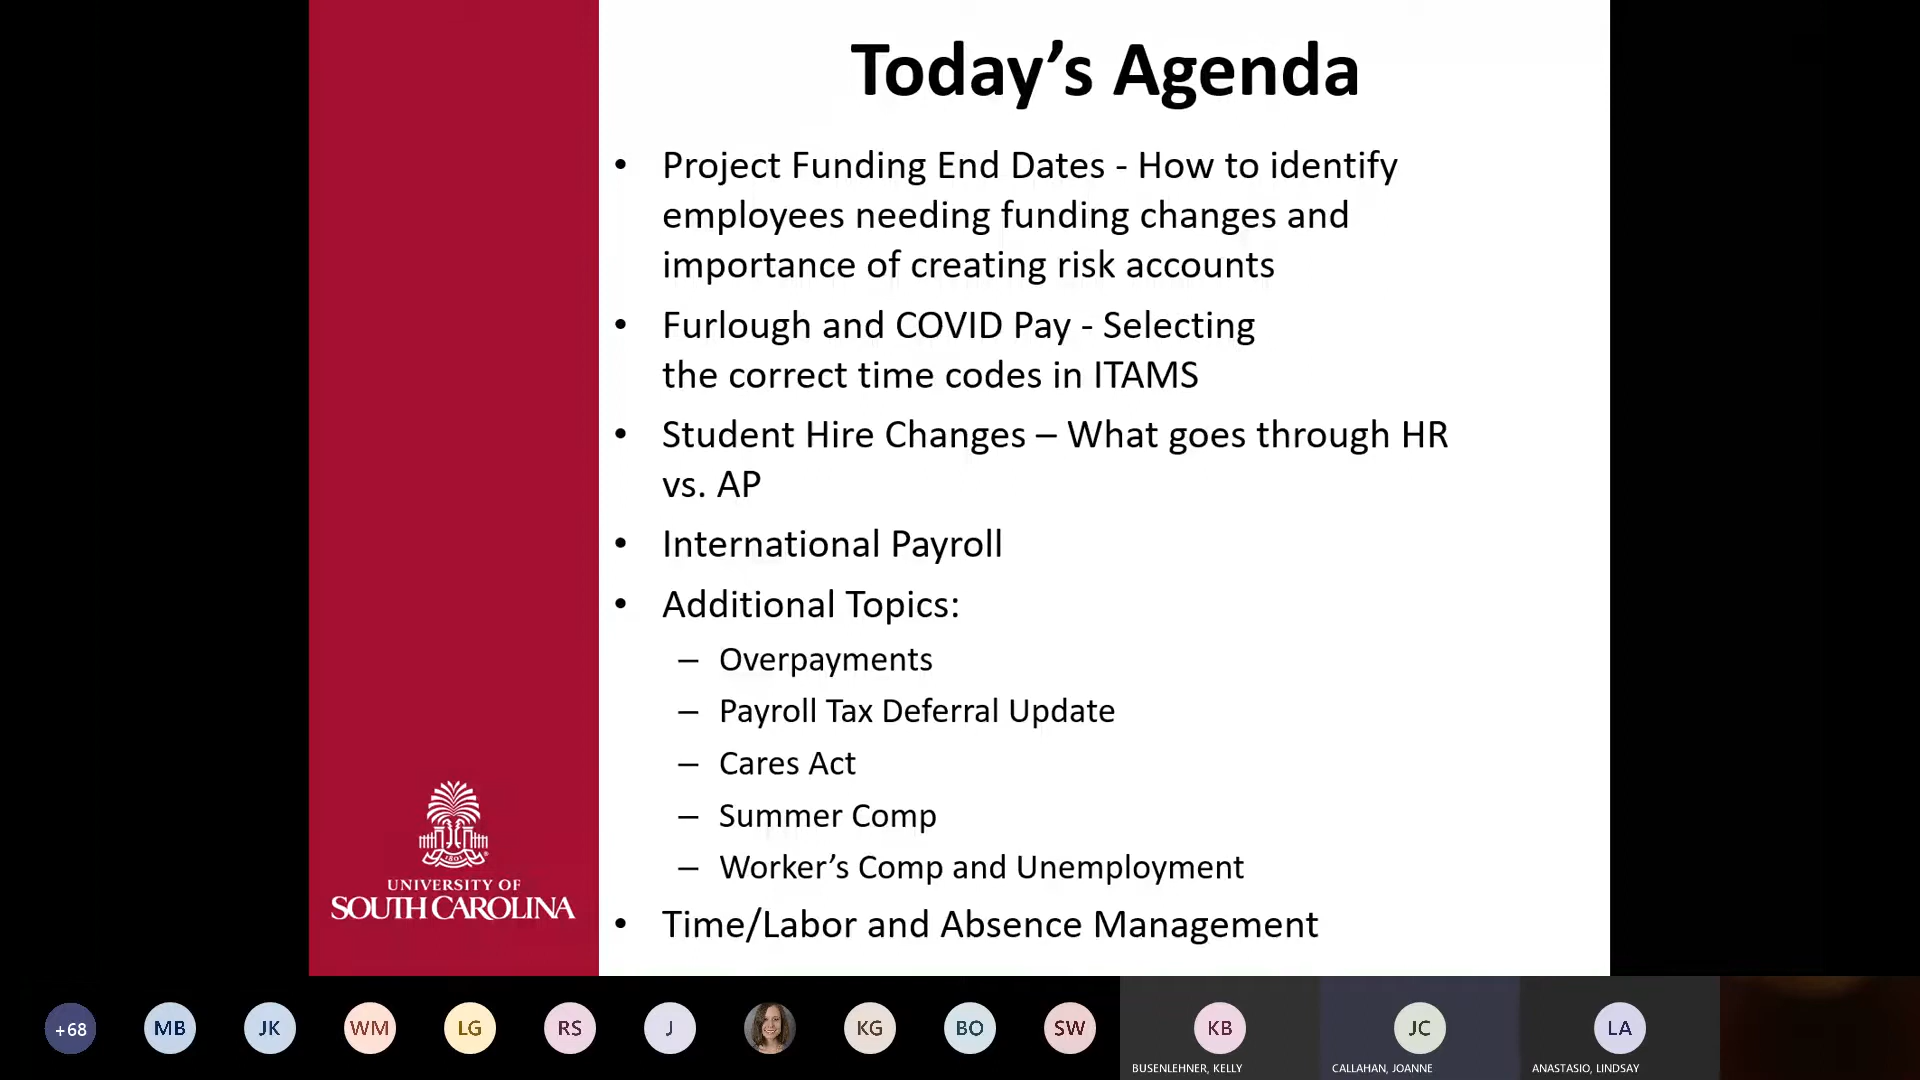 Today’s Agenda
• Project Funding End Dates - How to identify
employees needing funding changes and
importance of creating risk accounts
• Furlough and COVID Pay - Selecting
the correct time codes in ITAMS
• Student Hire Changes – What goes through HR
vs. AP
• International Payroll
• Additional Topics:
– Overpayments
– Payroll Tax Deferral Update
– Cares Act
– Summer Comp
– Worker’s Comp and Unemployment
• Time/Labor and Absence Management
1801
UNIVERSITY OF
SOUTH CAROLINA
+68
MB
JK
WM
LG
RS
J
KG
BO
SW
KB
BUSENLEHNER, KELLY
JC
CALLAHAN, JOANNE
LA
ANASTASIO, LINDSAY